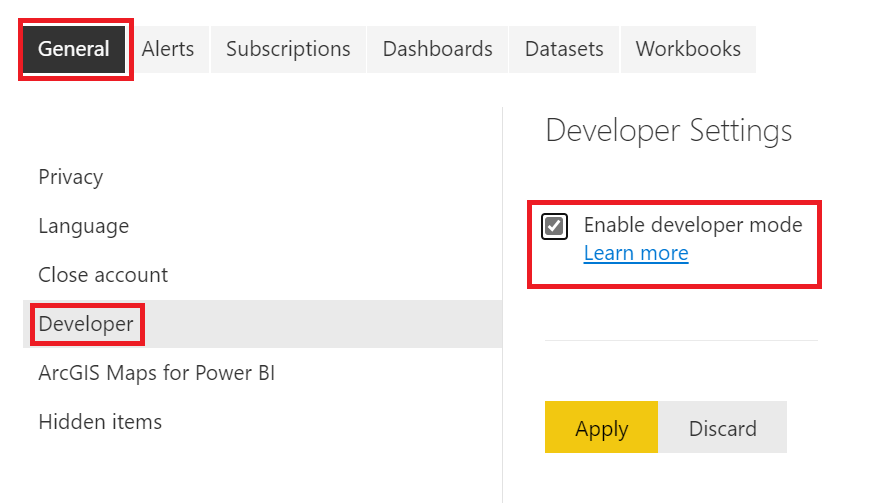 General Alerts Subscriptions Dashboards Datasets Workbooks
Privacy
Language
Close account
Developer
ArcGIS Maps for Power BI
Hidden items
Developer Settings
Enable developer mode
Learn more
Apply Discard